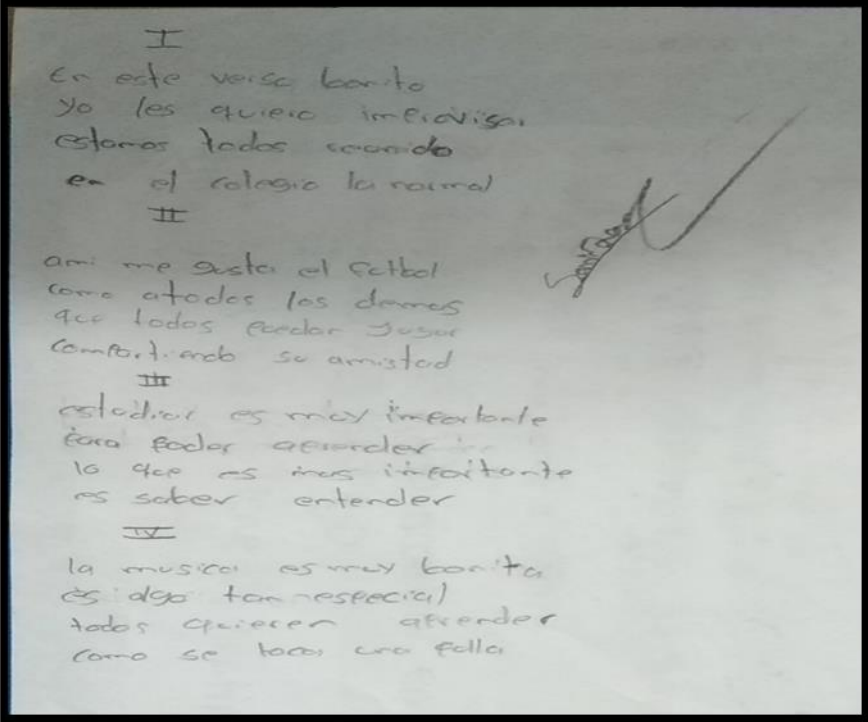 I
En este verso bonito
yo les quiero improvisar
estamos todos reunido
en el colegio la normal
II
ami me gusta el futbol
como atodos los demas
que todos puedan Jugar
compartiendo su amistad
III
estudiar es muy importante
para poder aprender
lo que es mas importante
es saber entender
IV
la musica es muy bonita
es algo tan especial
todos quieren aprender
como se toca una